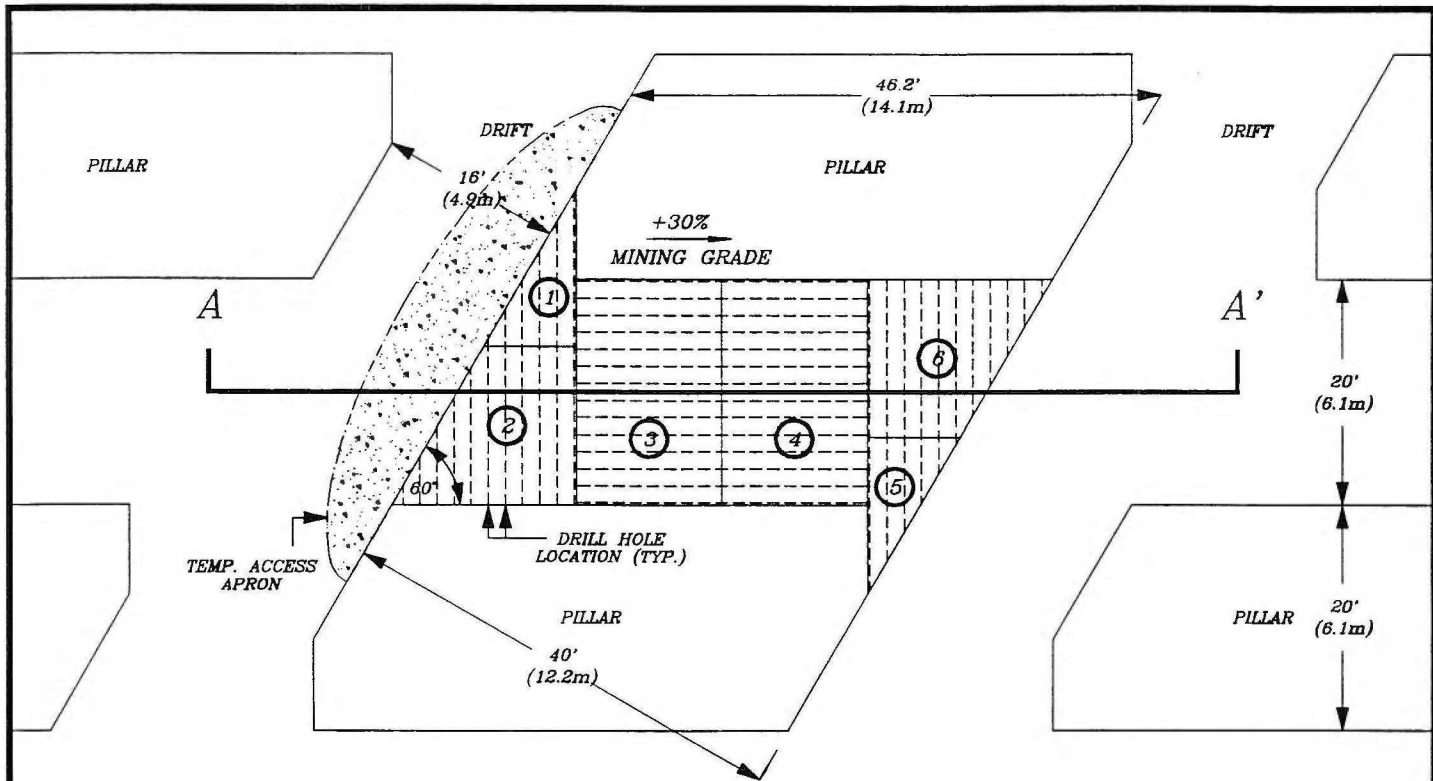 46.2'
(14.1m)
DRIFT
DRIFT
PILLAR
PILLAR
16'
(4.9m)
+30%
MINING GRADE
1
A
A'
6
20'
(6.1m)
2
3
4
60°
5
DRILL HOLE
LOCATION (TYP.)
TEMP. ACCESS
APRON
PILLAR
PILLAR
20'
(6.1m)
40'
(12.2m)